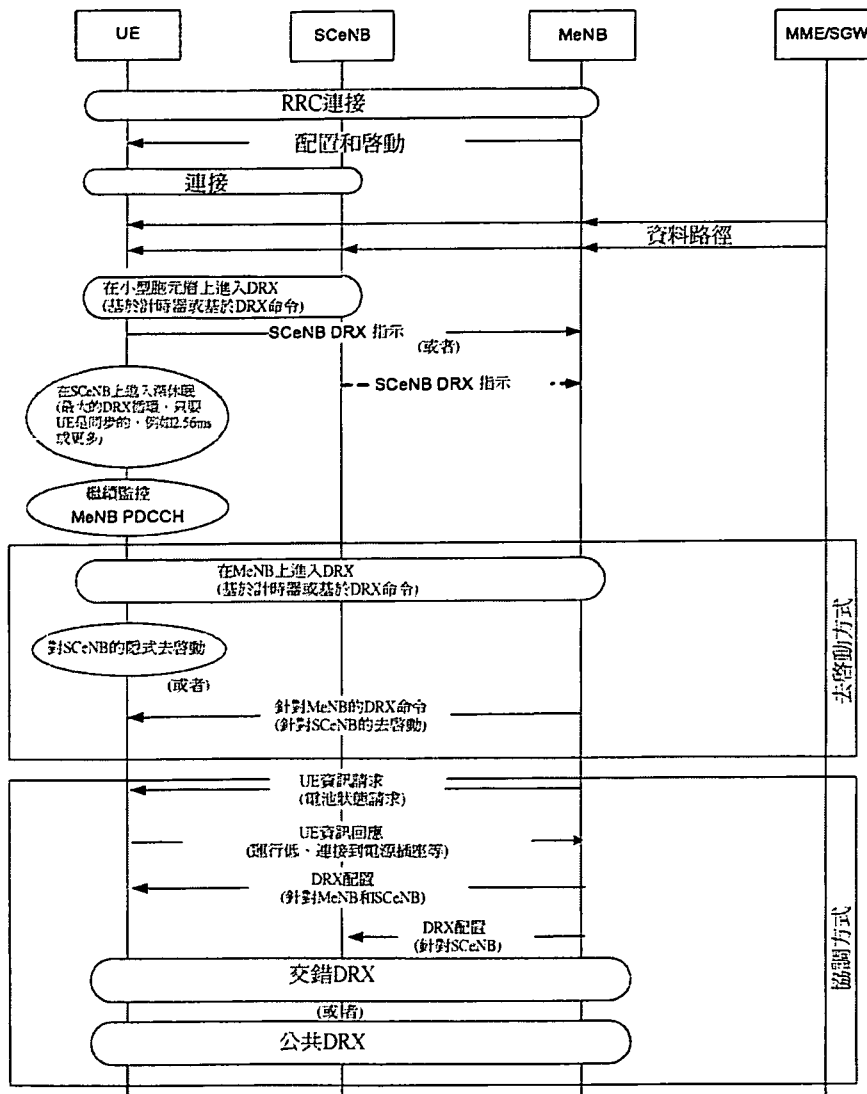 UE
SCeNB
MeNB
MME/SGW
RRC連接
配置和啓動
連接
資料路徑
在小型胞元層上進入DRX
(基於計時器或基於DRX命令)
SCeNB DRX 指示
(或者)
SCeNB DRX 指示
在SCeNB上進入深休眠
(最大的DRX循環,只要
UE是同步的,例如2.56ms
或更多)
繼續監控
MeNB PDCCH
在MeNB上進入DRX
(基於計時器或基於DRX命令)
對SCeNB的隱式去啓動
(或者)
針對MeNB的DRX命令
(針對SCeNB的去啓動)
去啓動方式
UE資訊請求
(電池狀態請求)
UE資訊回應
(運行低、連接到電源插座等)
DRX配置
(針對MeNB和SCeNB)
DRX配置
(針對SCeNB)
交錯DRX
(或者)
公共DRX
協調方式